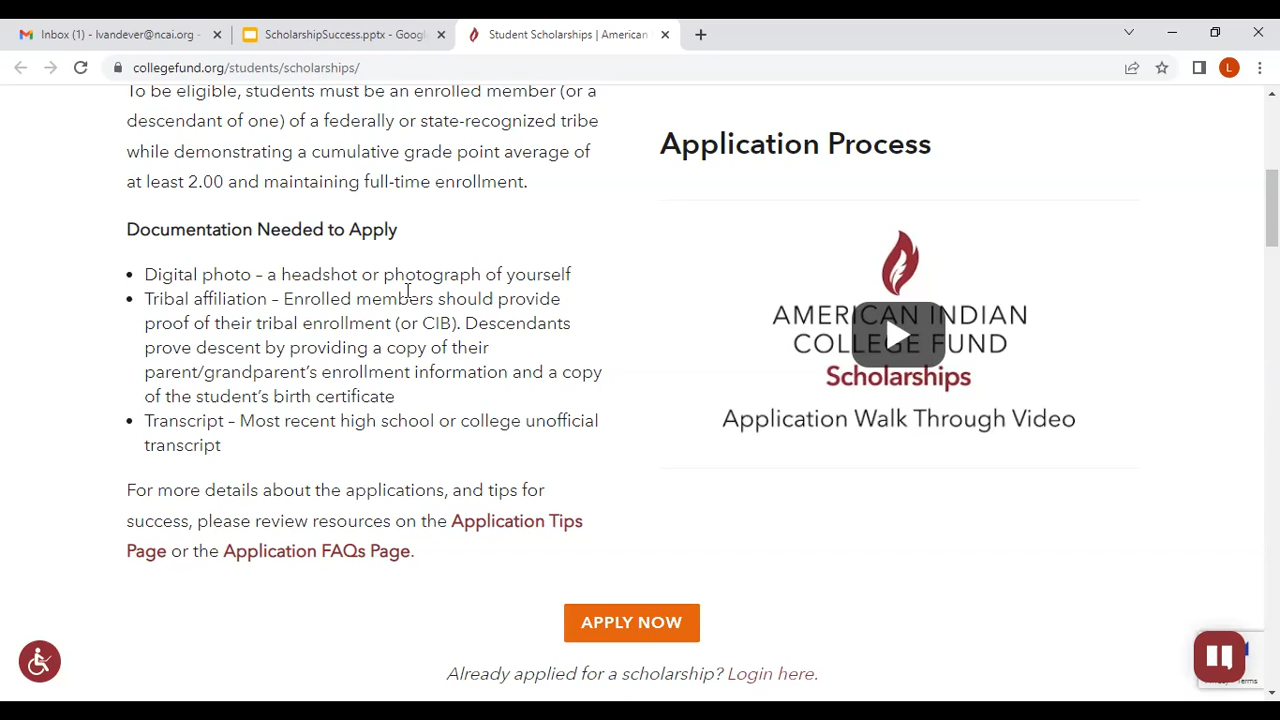 Inbox (1) - lvandever@ncai.org -
ScholarshipSuccess.pptx - Goog
Student Scholarships | American
collegefund.org/students/scholarships/
L
To be eligible, students must be an enrolled member (or a
descendant of one) of a federally or state-recognized tribe
while demonstrating a cumulative grade point average of
at least 2.00 and maintaining full-time enrollment.
Documentation Needed to Apply
• Digital photo – a headshot or photograph of yourself
• Tribal affiliation – Enrolled members should provide
proof of their tribal enrollment (or CIB). Descendants
prove descent by providing a copy of their
parent/grandparent's enrollment information and a copy
of the student's birth certificate
• Transcript – Most recent high school or college unofficial
transcript
For more details about the applications, and tips for
success, please review resources on the Application Tips
Page or the Application FAQs Page.
Application Process
AMERICAN INDIAN
COLLEGE FUND
Scholarships
Application Walk Through Video
APPLY NOW
Already applied for a scholarship? Login here.
Terms